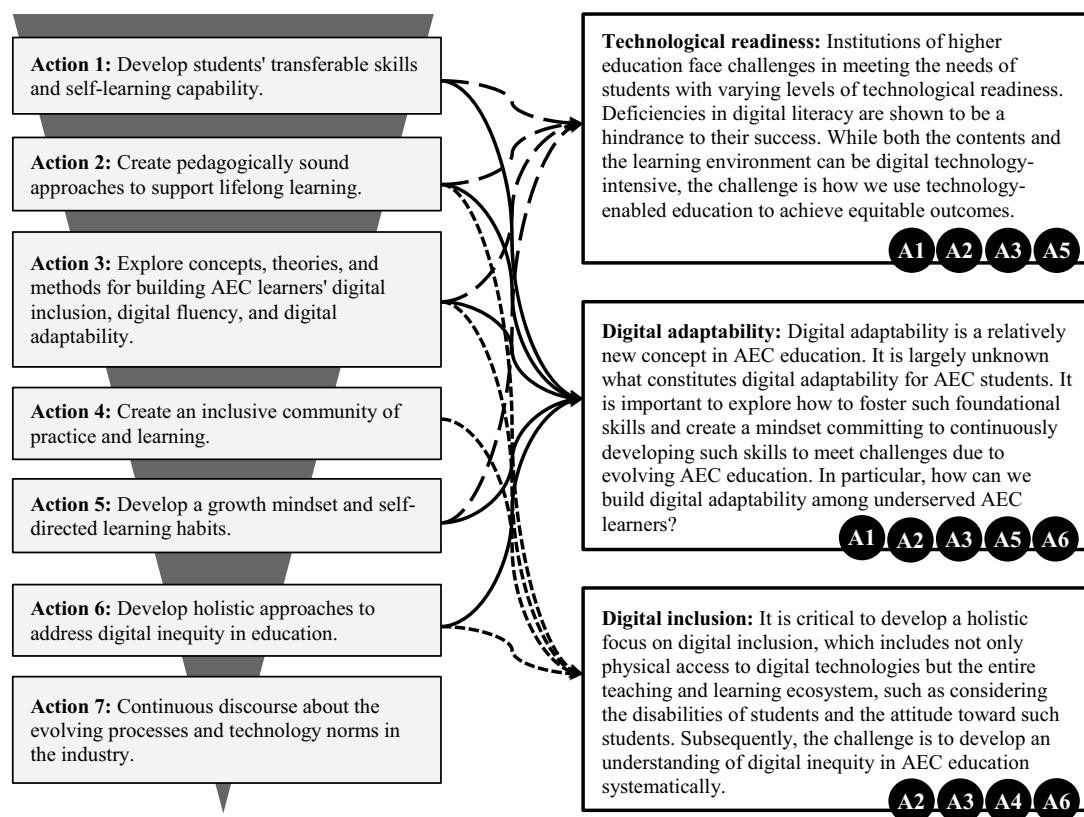 Action 1: Develop students' transferable skills
and self-learning capability.
Action 2: Create pedagogically sound
approaches to support lifelong learning.
Action 3: Explore concepts, theories, and
methods for building AEC learners' digital
inclusion, digital fluency, and digital
adaptability.
Action 4: Create an inclusive community of
practice and learning.
Action 5: Develop a growth mindset and self-
directed learning habits.
Action 6: Develop holistic approaches to
address digital inequity in education.
Action 7: Continuous discourse about the
evolving processes and technology norms in
the industry.
Technological readiness: Institutions of higher
education face challenges in meeting the needs of
students with varying levels of technological readiness.
Deficiencies in digital literacy are shown to be a
hindrance to their success. While both the contents and
the learning environment can be digital technology-
intensive, the challenge is how we use technology-
enabled education to achieve equitable outcomes.
A1 A2 A3 A5
Digital adaptability: Digital adaptability is a relatively
new concept in AEC education. It is largely unknown
what constitutes digital adaptability for AEC students. It
is important to explore how to foster such foundational
skills and create a mindset committing to continuously
developing such skills to meet challenges due to
evolving AEC education. In particular, how can we
build digital adaptability among underserved AEC
learners?
A1 A2 A3 A5 A6
Digital inclusion: It is critical to develop a holistic
focus on digital inclusion, which includes not only
physical access to digital technologies but the entire
teaching and learning ecosystem, such as considering
the disabilities of students and the attitude toward such
students. Subsequently, the challenge is to develop an
understanding of digital inequity in AEC education
systematically.
A2 A3 A4 A6